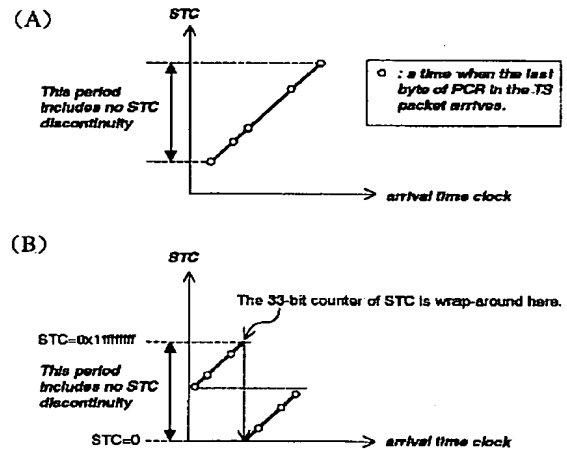 (A)
STC
This period
includes no STC
discontinuity
o : a time when the last
byte of PCR in the TS
packet arrives.
arrival time clock
(B)
STC
The 33-bit counter of STC is wrap-around here.
STC=0x1ffffffff
This period
includes no STC
discontinuity
STC=0
arrival time clock